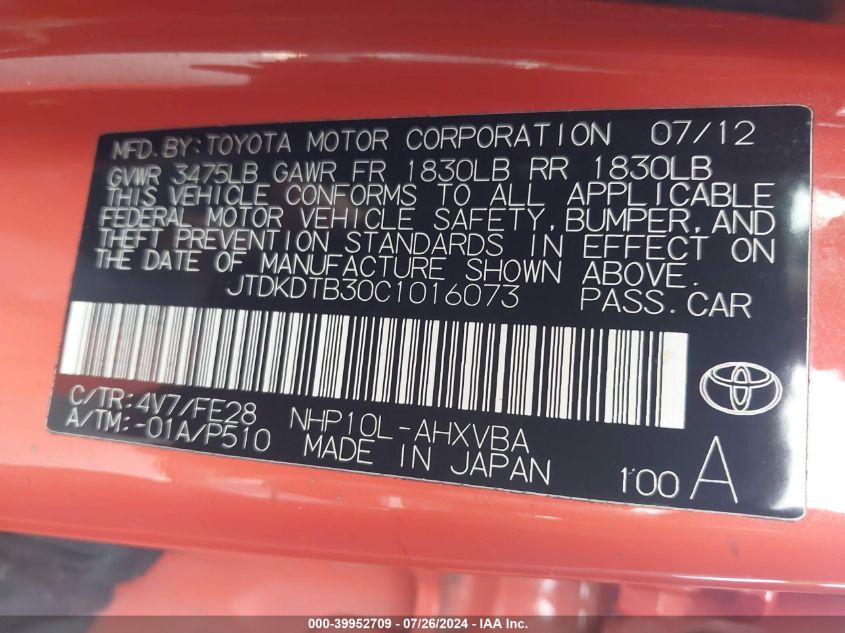 MFD.BY:TOYOTA MOTOR CORPORATION 07/12
GVWR 3475LB GAWR FR 1830LB RR 1830LB
THIS VEHICLE CONFORMS TO ALL APPLICABLE
FEDERAL MOTOR VEHICLE SAFETY,BUMPER,AND
THEFT PREVENTION STANDARDS IN EFFECT ON
THE DATE OF MANUFACTURE SHOWN ABOVE.
JTDKDTB30C1016073 PASS.CAR
C/TR:4V7/FE28 NHP10L-AHXVBA
A/TM:-01A/P510 MADE IN JAPAN 100 A
000-39952709 - 07/26/2024 - IAA Inc.